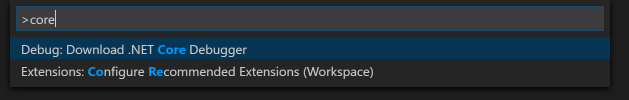 >core
Debug: Download .NET Core Debugger
Extensions: Configure Recommended Extensions (Workspace)